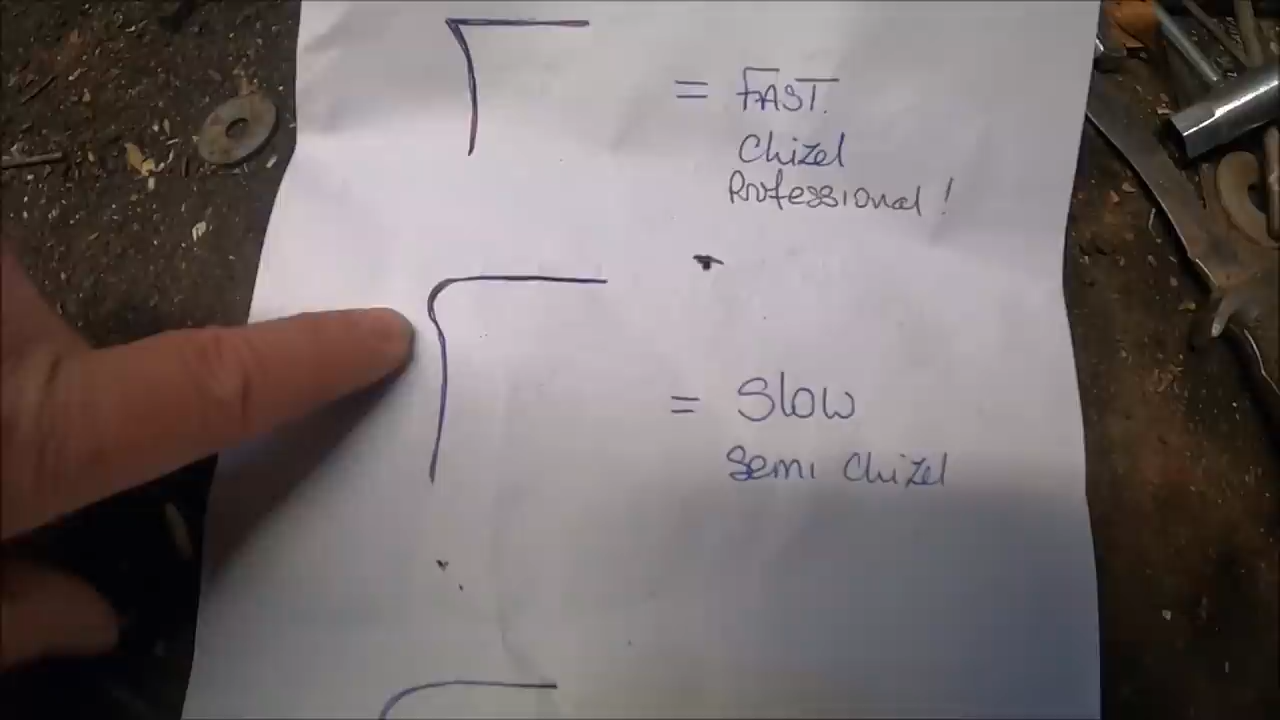 = FAST.
Chizel
Professional!
= Slow
Semi Chizel